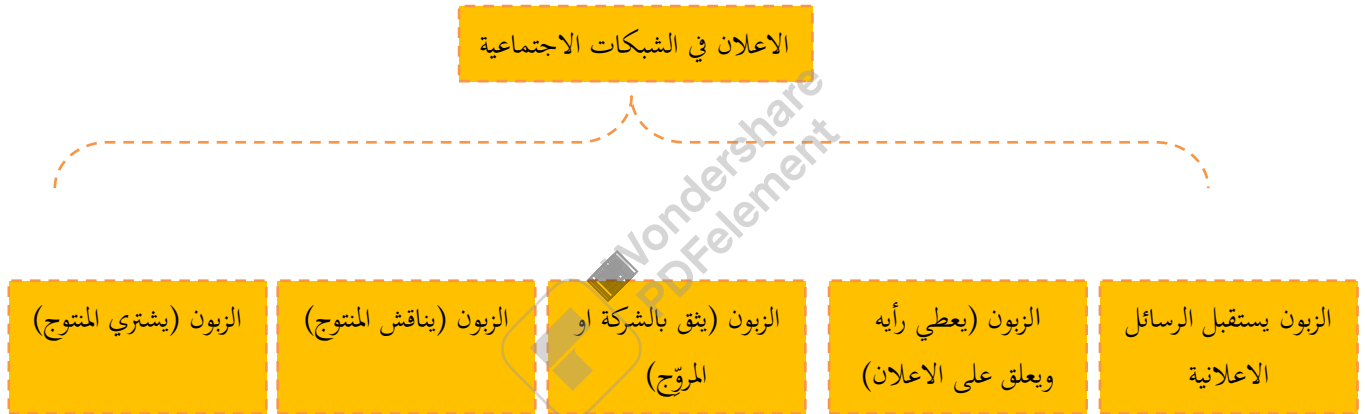 الاعلان في الشبكات الاجتماعية
الزبون يستقبل الرسائل
الاعلانية
الزبون (يعطي رأيه
ويعلق على الاعلان)
الزبون (يثق بالشركة او
المروّج)
الزبون (يناقش المنتوج)
الزبون (يشتري المنتوج)
Wondershare
PDFelement